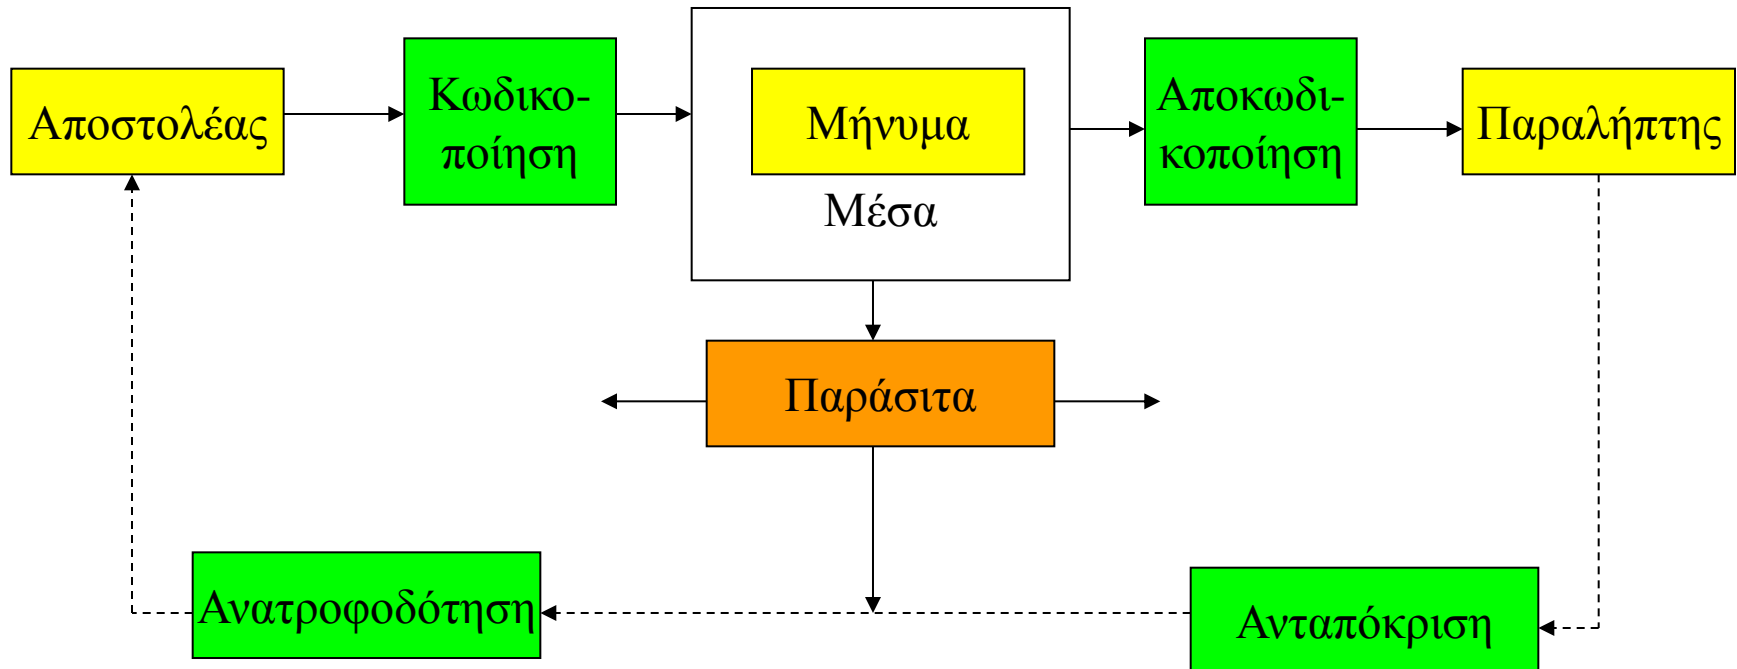 Αποστολέας
Κωδικο-
ποίηση
Μήνυμα
Μέσα
Αποκωδι-
κοποίηση
Παραλήπτης
Παράσιτα
Ανατροφοδότηση
Ανταπόκριση